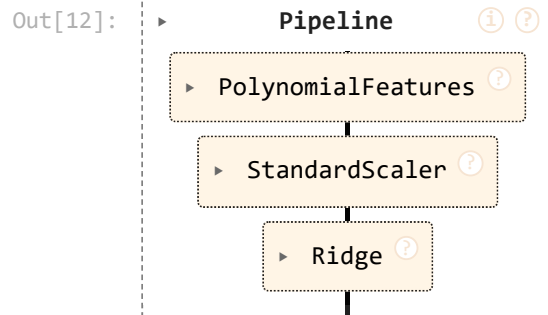 Out[12]: ▸ Pipeline i ?
▸ PolynomialFeatures ?
▸ StandardScaler ?
▸ Ridge ?